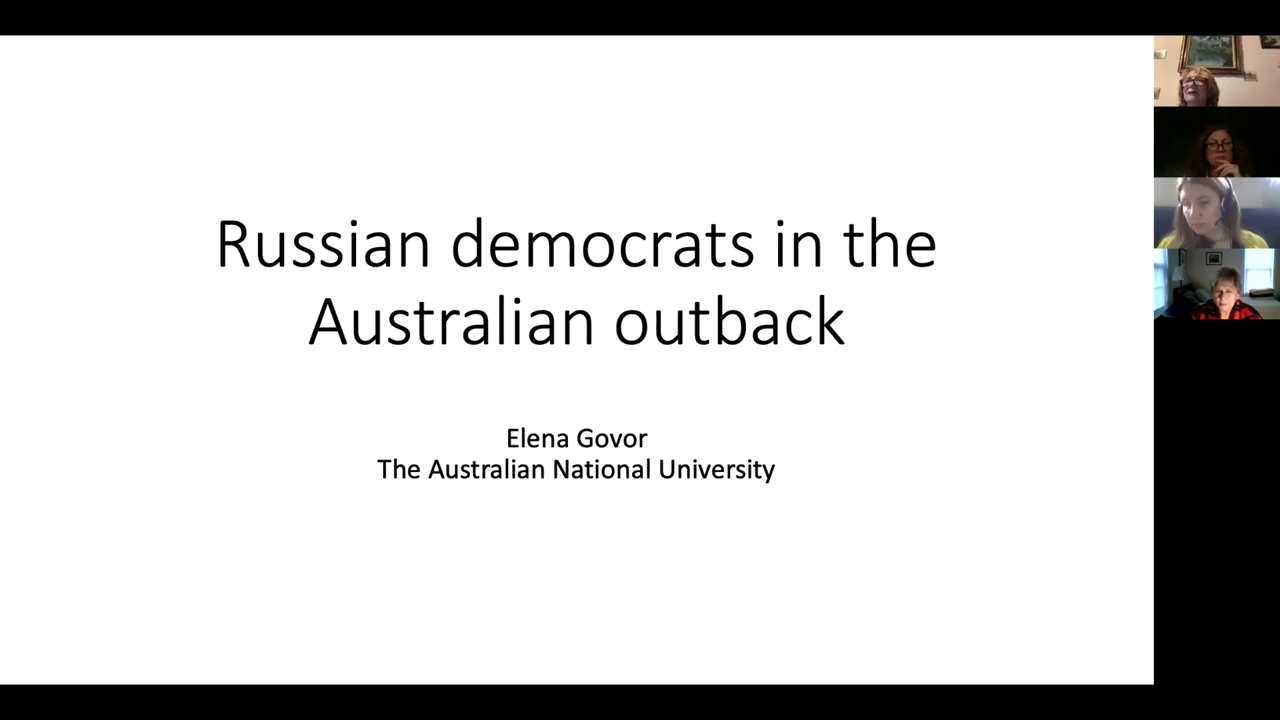 Russian democrats in the
Australian outback
Elena Govor
The Australian National University